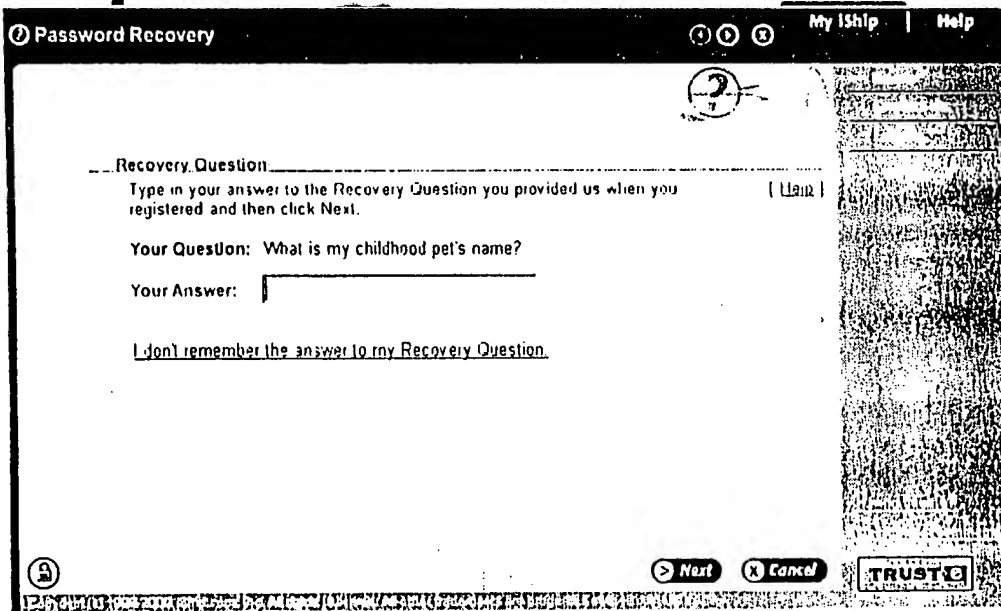 Password Recovery
My iShip | Help
Recovery Question
Type in your answer to the Recovery Question you provided us when you
[ Help ]
registered and then click Next.
Your Question: What is my childhood pet's name?
Your Answer:
I don't remember the answer to my Recovery Question.
Next
Cancel
TRUSTe